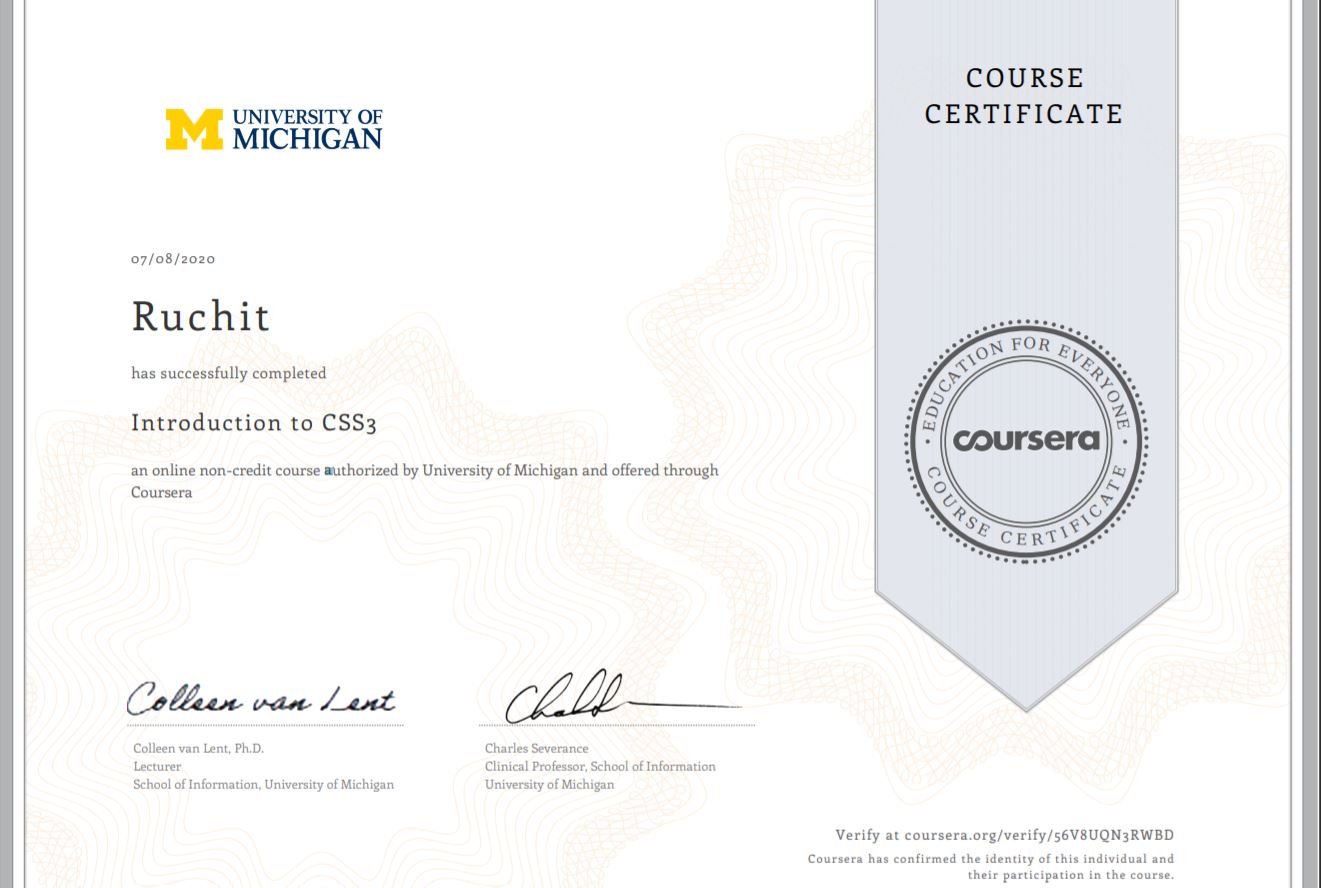 UNIVERSITY OF
MICHIGAN
COURSE
CERTIFICATE
07/08/2020
Ruchit
has successfully completed
Introduction to CSS3
an online non-credit course authorized by University of Michigan and offered through
Coursera
EDUCATION FOR EVERYONE
coursera
COURSE CERTIFICATE
Colleen van Lent
Colleen van Lent, Ph.D.
Lecturer
School of Information, University of Michigan
Charles Severance
Clinical Professor, School of Information
University of Michigan
Verify at coursera.org/verify/56V8UQN3RWBD
Coursera has confirmed the identity of this individual and
their participation in the course.